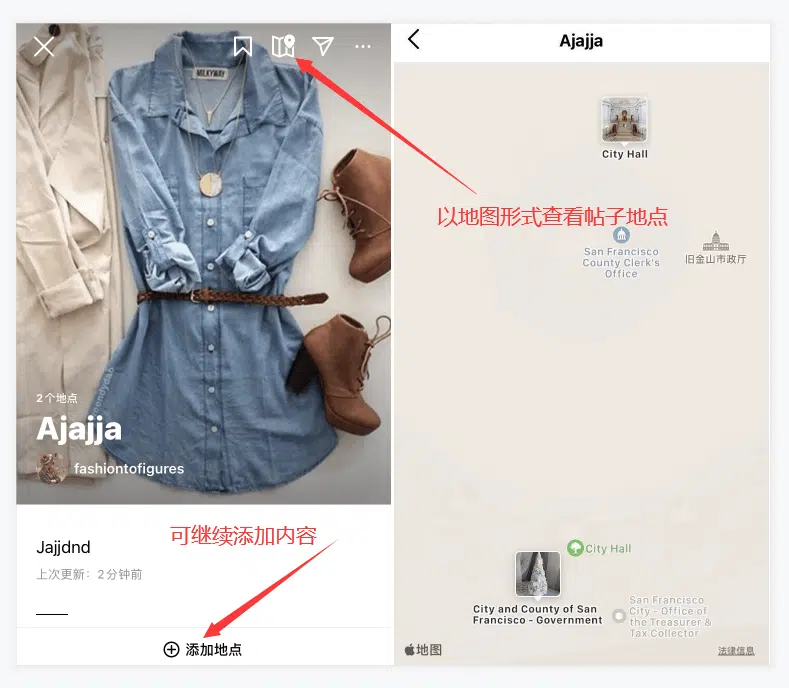 MILKYWAY
2个地点
Ajajja
fashiontofigures
可继续添加内容
Jajjdnd
上次更新：2分钟前
添加地点
Ajajja
City Hall
以地图形式查看帖子地点
San Francisco
County Clerk's
Office
旧金山市政厅
City Hall
City and County of San
Francisco - Government
San Francisco
City - Office of
the Treasurer &
Tax Collector
地图
法律信息